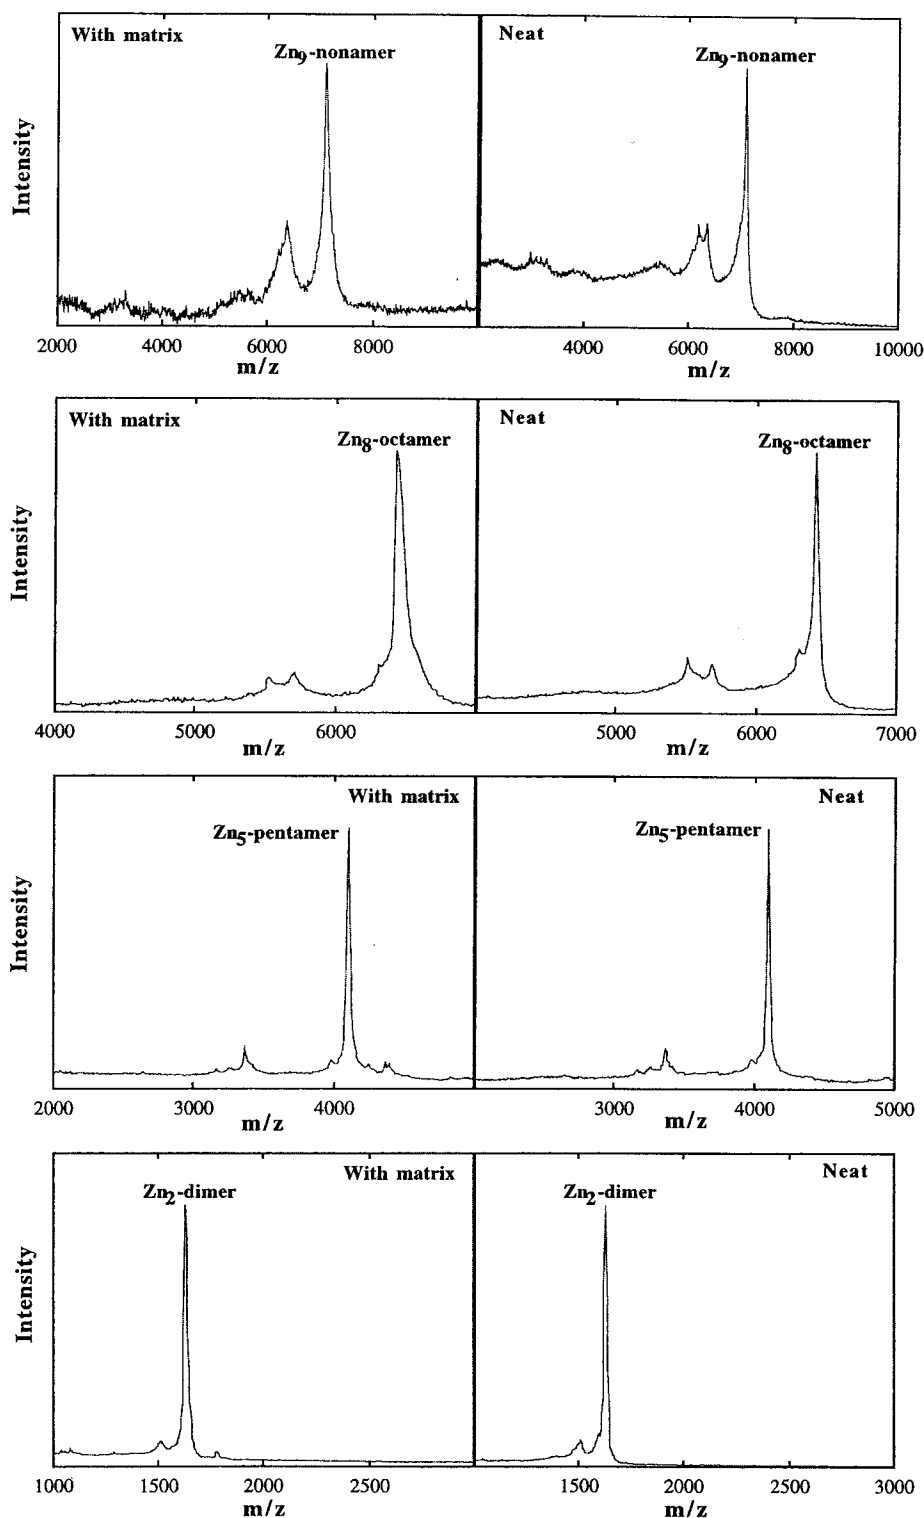 With matrix
Zn9-nonamer
Neat
Zn9-nonamer
Intensity
2000 4000 6000 8000
m/z
4000 6000 8000 10000
m/z
With matrix
Zn8-octamer
Neat
Zn8-octamer
Intensity
4000 5000 6000
m/z
5000 6000 7000
m/z
With matrix
Zn5-pentamer
Neat
Zn5-pentamer
Intensity
2000 3000 4000
m/z
3000 4000 5000
m/z
With matrix
Zn2-dimer
Neat
Zn2-dimer
Intensity
1000 1500 2000 2500
m/z
1500 2000 2500 3000
m/z